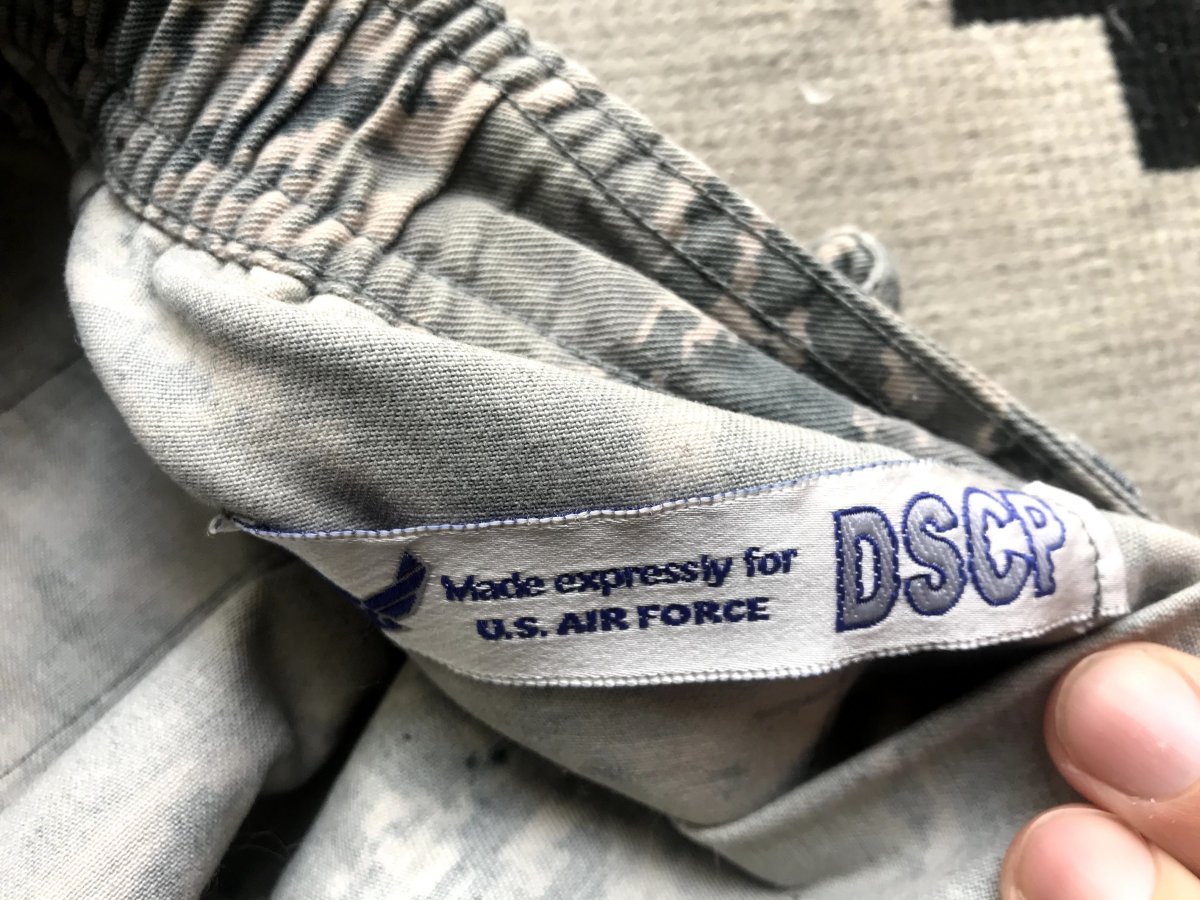 Made expressly for
U.S. AIR FORCE
DSCP